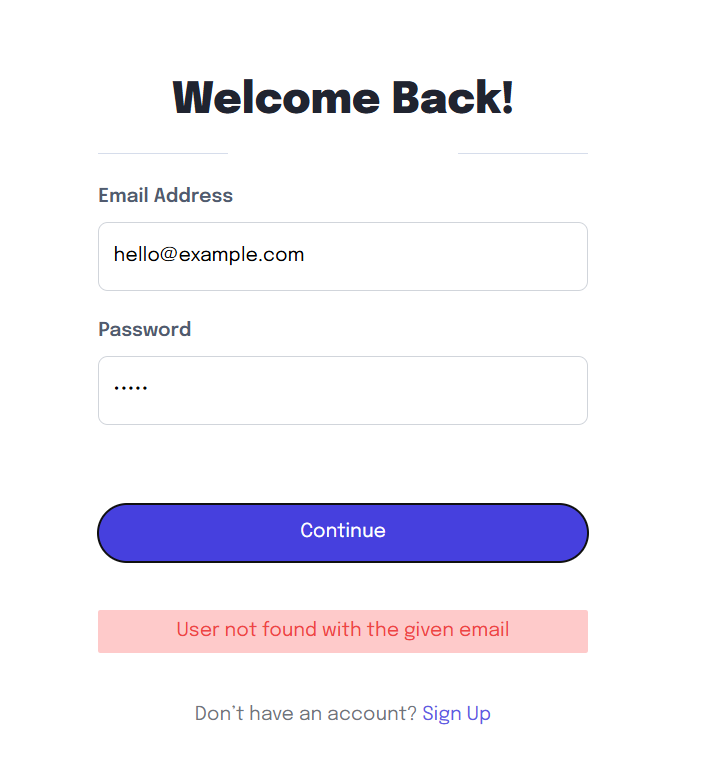 Welcome Back!
Email Address
hello@example.com
Password
•••••
Continue
User not found with the given email
Don’t have an account? Sign Up